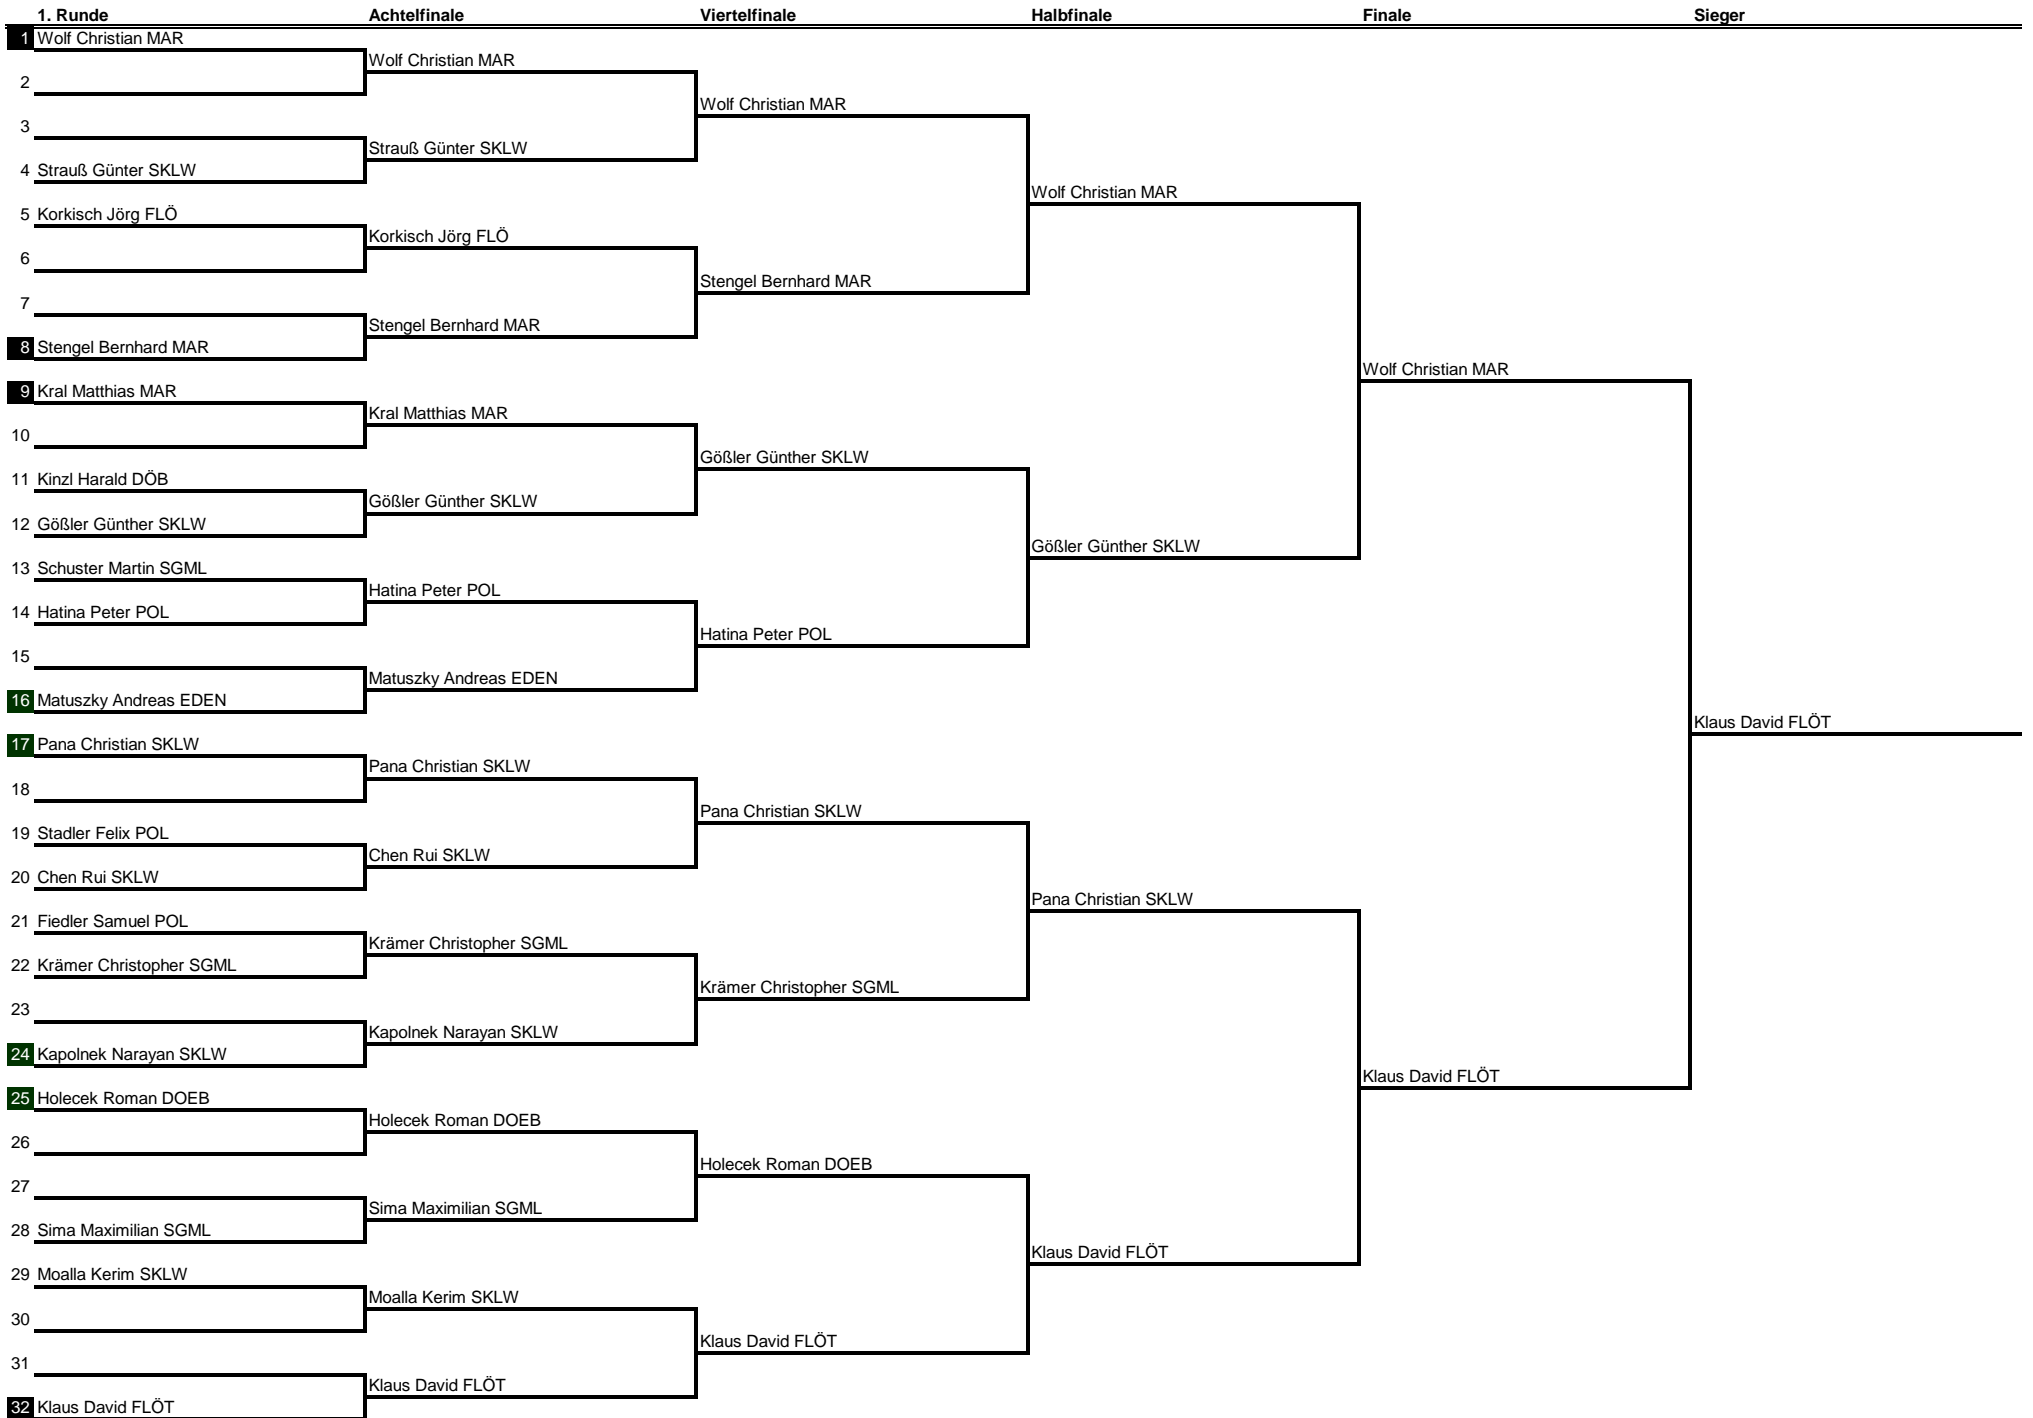 1. Runde Achtelfinale Viertelfinale Halbfinale Finale Sieger
1 Wolf Christian MAR
Wolf Christian MAR
2
Wolf Christian MAR
3
Strauß Günter SKLW
4 Strauß Günter SKLW
Wolf Christian MAR
5 Korkisch Jörg FLÖ
Korkisch Jörg FLÖ
6
Stengel Bernhard MAR
7
Stengel Bernhard MAR
8 Stengel Bernhard MAR
Wolf Christian MAR
9 Kral Matthias MAR
Kral Matthias MAR
10
Gößler Günther SKLW
11 Kinzl Harald DÖB
Gößler Günther SKLW
12 Gößler Günther SKLW
Gößler Günther SKLW
13 Schuster Martin SGML
Hatina Peter POL
14 Hatina Peter POL
Hatina Peter POL
15
Matuszky Andreas EDEN
16 Matuszky Andreas EDEN
Klaus David FLÖT
17 Pana Christian SKLW
Pana Christian SKLW
18
Pana Christian SKLW
19 Stadler Felix POL
Chen Rui SKLW
20 Chen Rui SKLW
Pana Christian SKLW
21 Fiedler Samuel POL
Krämer Christopher SGML
22 Krämer Christopher SGML
Krämer Christopher SGML
23
Kapolnek Narayan SKLW
24 Kapolnek Narayan SKLW
Klaus David FLÖT
25 Holecek Roman DOEB
Holecek Roman DOEB
26
Holecek Roman DOEB
27
Sima Maximilian SGML
28 Sima Maximilian SGML
Klaus David FLÖT
29 Moalla Kerim SKLW
Moalla Kerim SKLW
30
Klaus David FLÖT
31
Klaus David FLÖT
32 Klaus David FLÖT